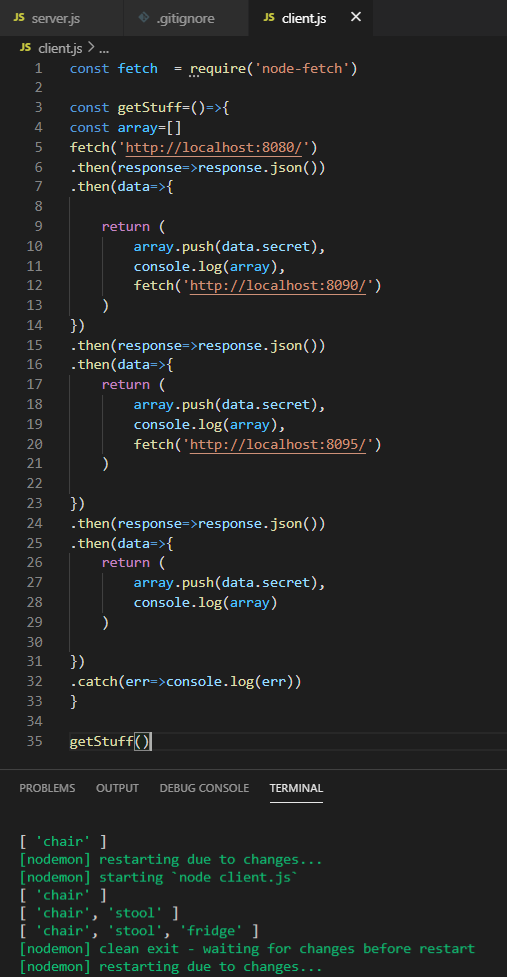 JS server.js .gitignore JS client.js ✕
JS client.js > ...
1 const fetch  = require('node-fetch')
2
3 const getStuff=()=>{
4 const array=[]
5 fetch('http://localhost:8080/')
6 .then(response=>response.json())
7 .then(data=>{
8
9     return (
10         array.push(data.secret),
11         console.log(array),
12         fetch('http://localhost:8090/')
13     )
14 })
15 .then(response=>response.json())
16 .then(data=>{
17     return (
18         array.push(data.secret),
19         console.log(array),
20         fetch('http://localhost:8095/')
21     )
22
23 })
24 .then(response=>response.json())
25 .then(data=>{
26     return (
27         array.push(data.secret),
28         console.log(array)
29     )
30
31 })
32 .catch(err=>console.log(err))
33 }
34
35 getStuff()
PROBLEMS OUTPUT DEBUG CONSOLE TERMINAL
[ 'chair' ]
[nodemon] restarting due to changes...
[nodemon] starting `node client.js`
[ 'chair' ]
[ 'chair', 'stool' ]
[ 'chair', 'stool', 'fridge' ]
[nodemon] clean exit - waiting for changes before restart
[nodemon] restarting due to changes...